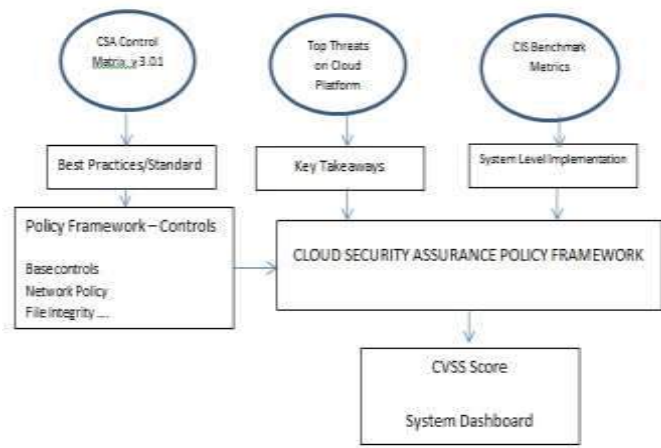 CSA Control
Matrix v 3.01
Top Threats
on Cloud
Platform
CIS Benchmark
Metrics
Best Practices/Standard
Key Takeaways
System Level Implementation
Policy Framework – Controls
Base controls
Network Policy
File Integrity ....
CLOUD SECURITY ASSURANCE POLICY FRAMEWORK
CVSS Score
System Dashboard